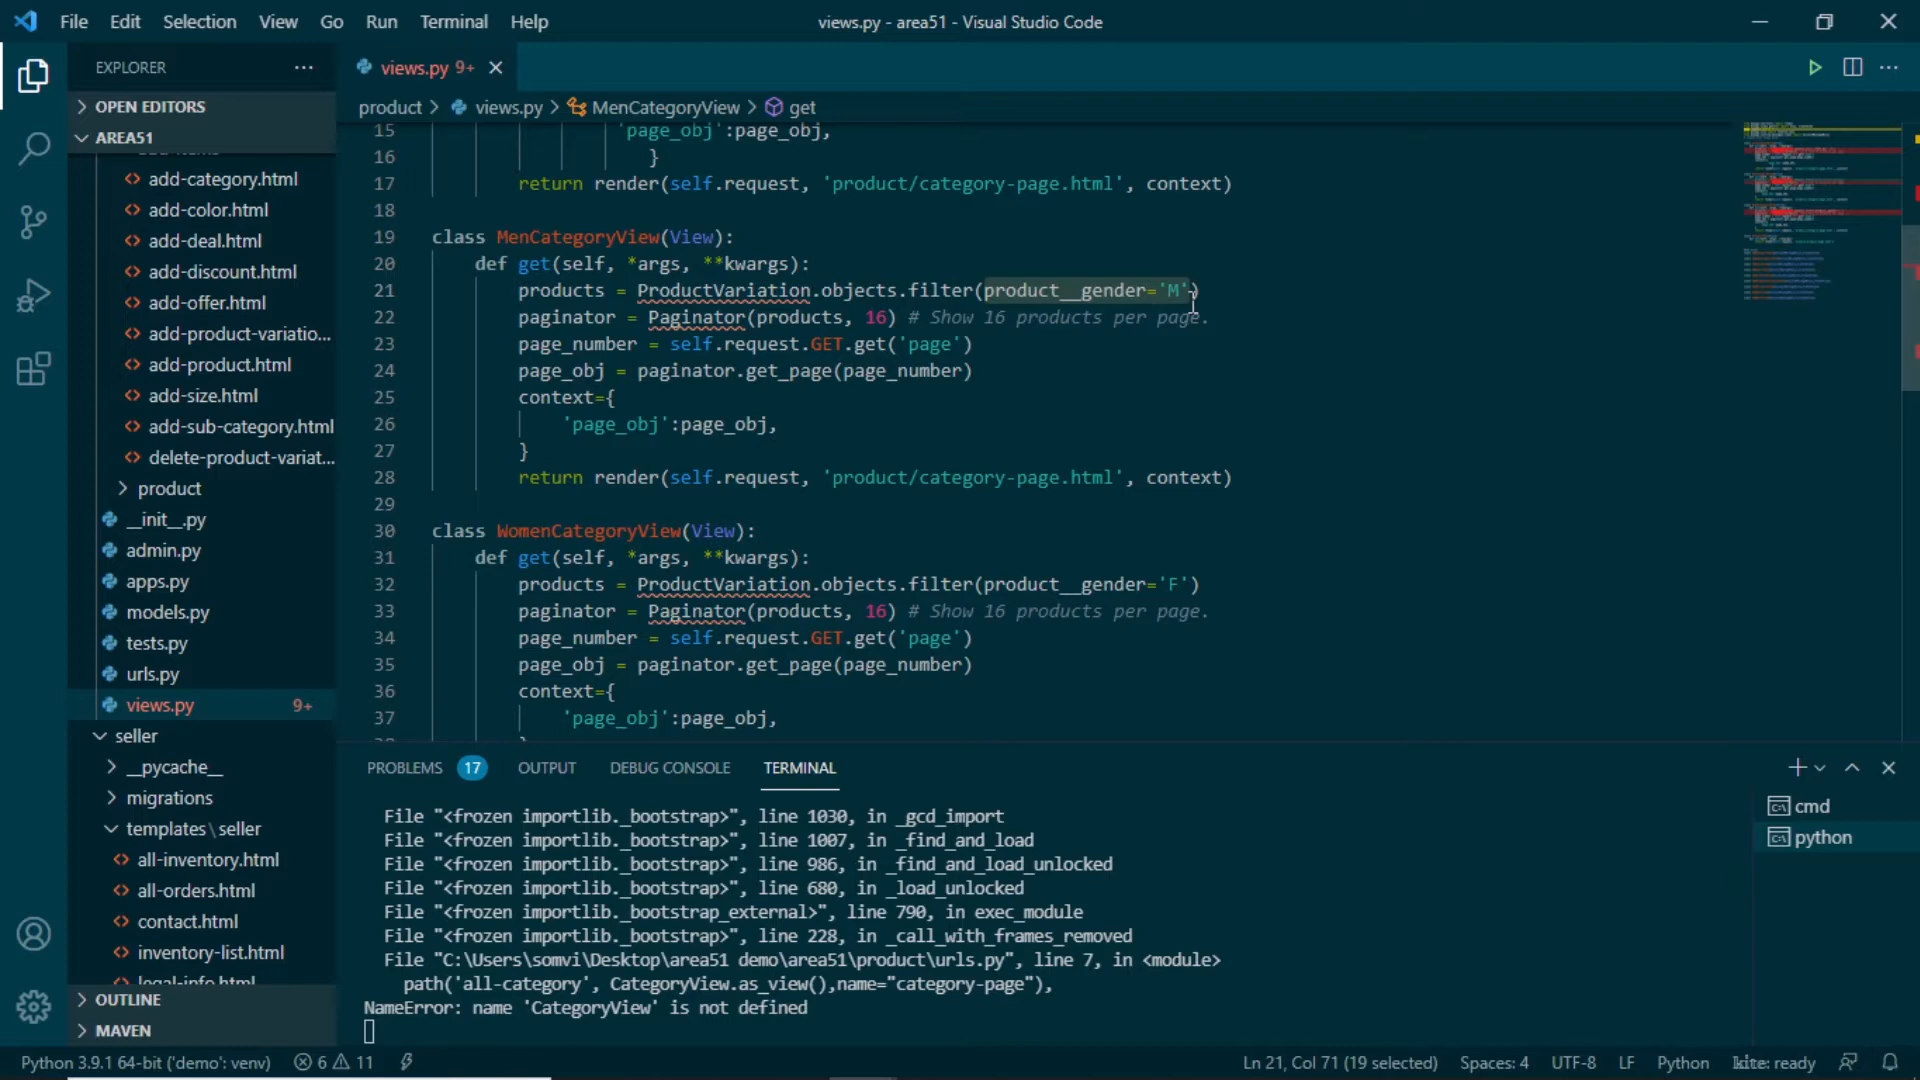 File Edit Selection View Go Run Terminal Help
views.py - area51 - Visual Studio Code
EXPLORER
views.py 9+
OPEN EDITORS
AREA51
product > views.py > MenCategoryView > get
add-category.html
add-color.html
add-deal.html
add-discount.html
add-offer.html
add-product-variatio...
add-product.html
add-size.html
add-sub-category.html
delete-product-variat...
product
__init__.py
admin.py
apps.py
models.py
tests.py
urls.py
views.py 9+
seller
__pycache__
migrations
templates\seller
all-inventory.html
all-orders.html
contact.html
inventory-list.html
legal-info.html
OUTLINE
MAVEN
15 'page_obj':page_obj,
16 }
17 return render(self.request, 'product/category-page.html', context)
18
19 class MenCategoryView(View):
20 def get(self, *args, **kwargs):
21 products = ProductVariation.objects.filter(product__gender='M')
22 paginator = Paginator(products, 16) # Show 16 products per page.
23 page_number = self.request.GET.get('page')
24 page_obj = paginator.get_page(page_number)
25 context={
26 'page_obj':page_obj,
27 }
28 return render(self.request, 'product/category-page.html', context)
29
30 class WomenCategoryView(View):
31 def get(self, *args, **kwargs):
32 products = ProductVariation.objects.filter(product__gender='F')
33 paginator = Paginator(products, 16) # Show 16 products per page.
34 page_number = self.request.GET.get('page')
35 page_obj = paginator.get_page(page_number)
36 context={
37 'page_obj':page_obj,
PROBLEMS 17 OUTPUT DEBUG CONSOLE TERMINAL
File "<frozen importlib._bootstrap>", line 1030, in _gcd_import
File "<frozen importlib._bootstrap>", line 1007, in _find_and_load
File "<frozen importlib._bootstrap>", line 986, in _find_and_load_unlocked
File "<frozen importlib._bootstrap>", line 680, in _load_unlocked
File "<frozen importlib._bootstrap_external>", line 790, in exec_module
File "<frozen importlib._bootstrap>", line 228, in _call_with_frames_removed
File "C:\Users\somvi\Desktop\area51 demo\area51\product\urls.py", line 7, in <module>
path('all-category', CategoryView.as_view(),name="category-page"),
NameError: name 'CategoryView' is not defined
cmd
python
Python 3.9.1 64-bit ('demo': venv) 6 11
Ln 21, Col 71 (19 selected) Spaces: 4 UTF-8 LF Python kite: ready